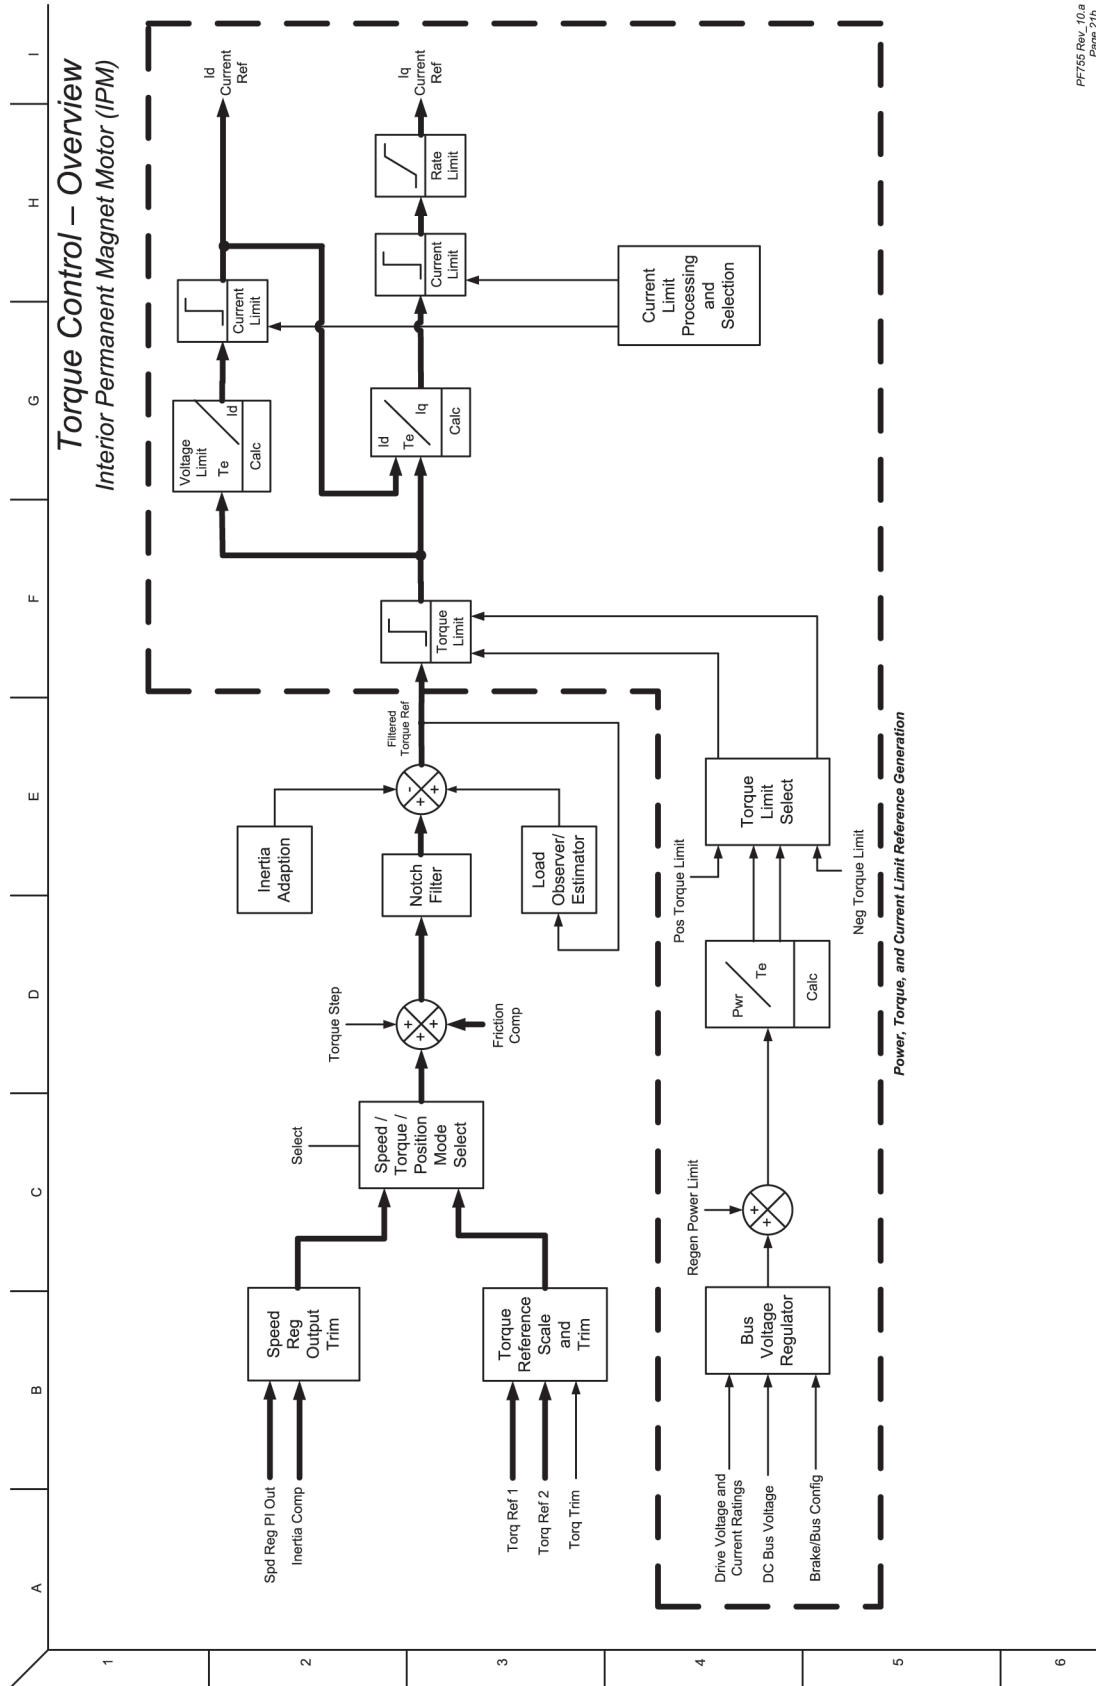 Torque Control – Overview
Interior Permanent Magnet Motor (IPM)
A
B
C
D
E
F
G
H
I
1
2
3
4
5
6
Spd Reg PI Out
Inertia Comp
Speed
Reg
Output
Trim
Torq Ref 1
Torq Ref 2
Torq Trim
Torque
Reference
Scale
and
Trim
Select
Speed /
Torque /
Position
Mode
Select
Torque Step
+
+
+
Friction
Comp
Notch
Filter
Inertia
Adaption
-
+
+
Load
Observer/
Estimator
Filtered
Torque Ref
Torque
Limit
Voltage
Limit
Te
Id
Calc
Current
Limit
Id
Current
Ref
Id
Te
Iq
Calc
Current
Limit
Rate
Limit
Iq
Current
Ref
Current
Limit
Processing
and
Selection
Drive Voltage and
Current Ratings
DC Bus Voltage
Brake/Bus Config
Bus
Voltage
Regulator
Regen Power Limit
+
+
Pwr
Te
Calc
Pos Torque Limit
Neg Torque Limit
Torque
Limit
Select
Power, Torque, and Current Limit Reference Generation
PF755 Rev_10.a
Page 21b